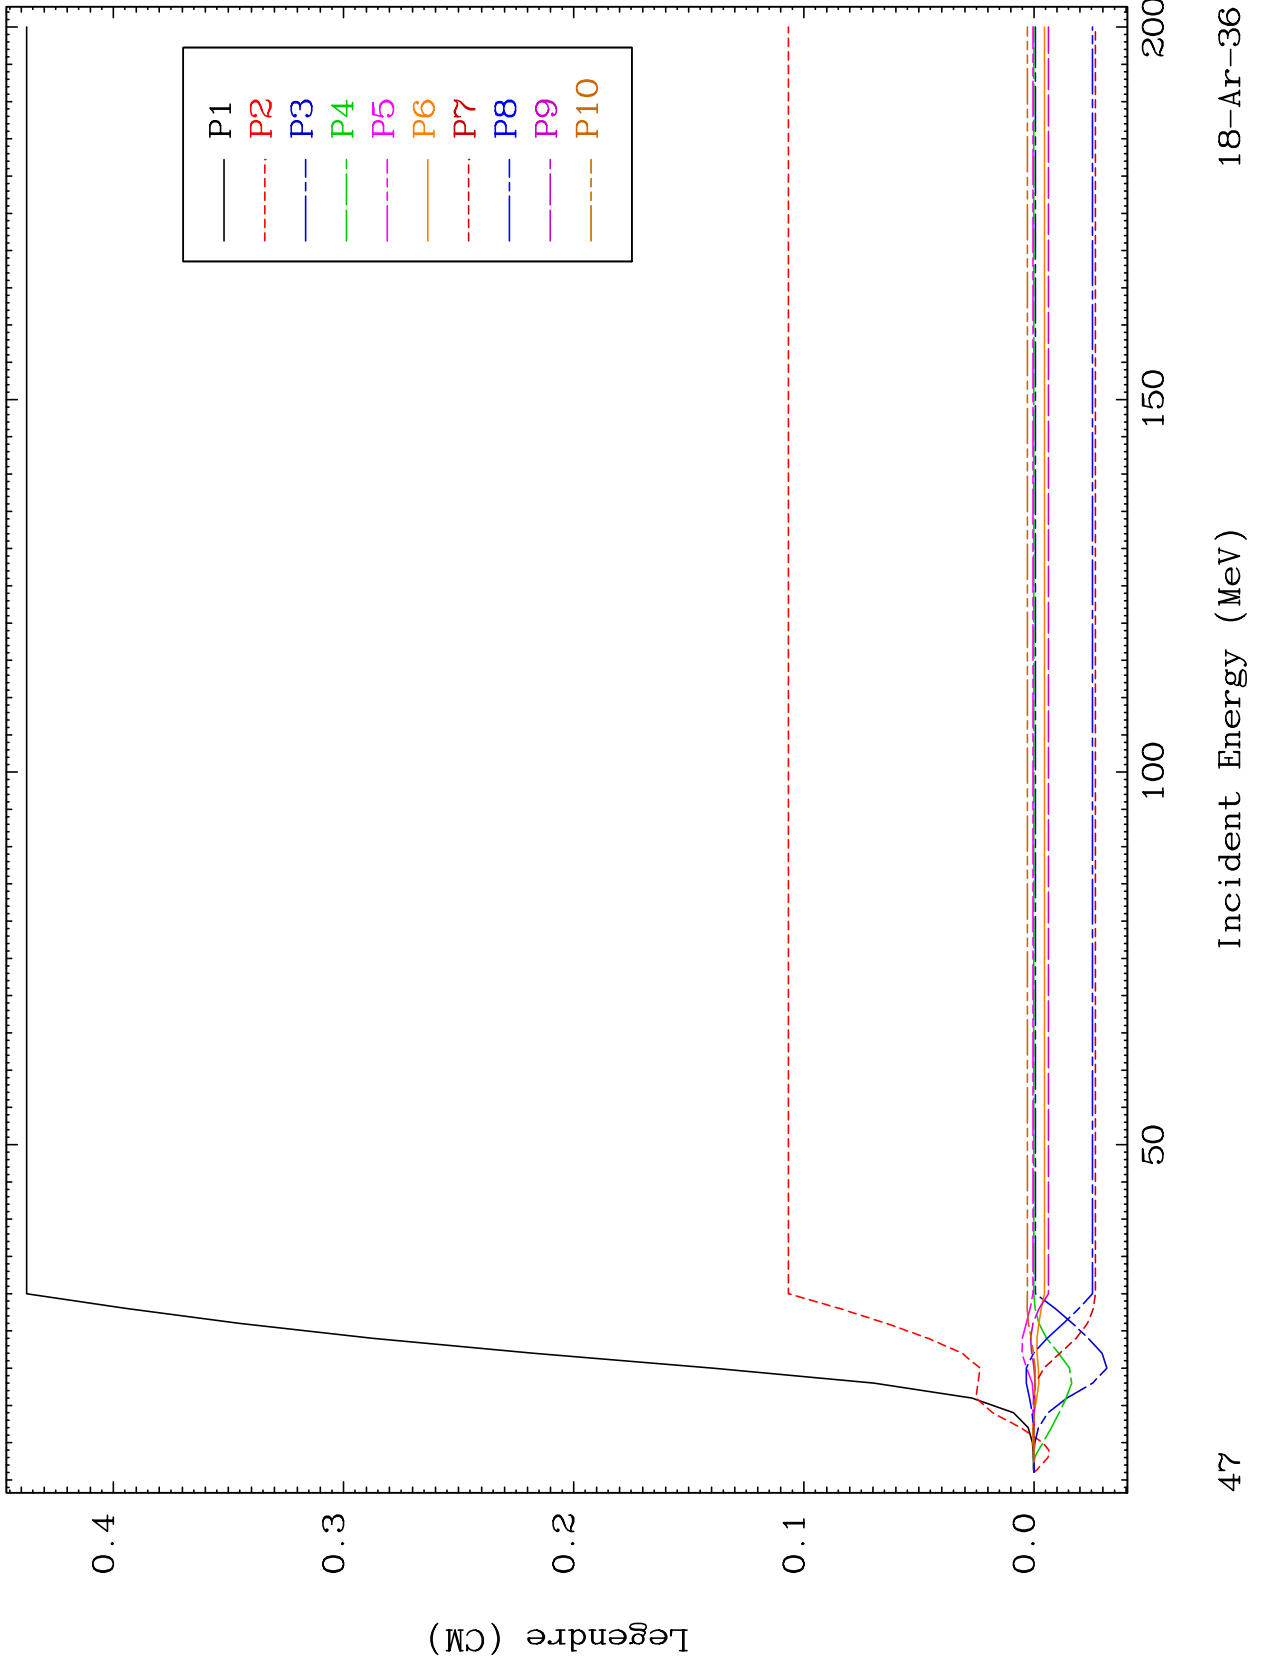 Legendre (CM)
0.4
0.3
0.2
0.1
0.0
P1
P2
P3
P4
P5
P6
P7
P8
P9
P10
50
100
150
200
47
Incident Energy (MeV)
18-Ar-36